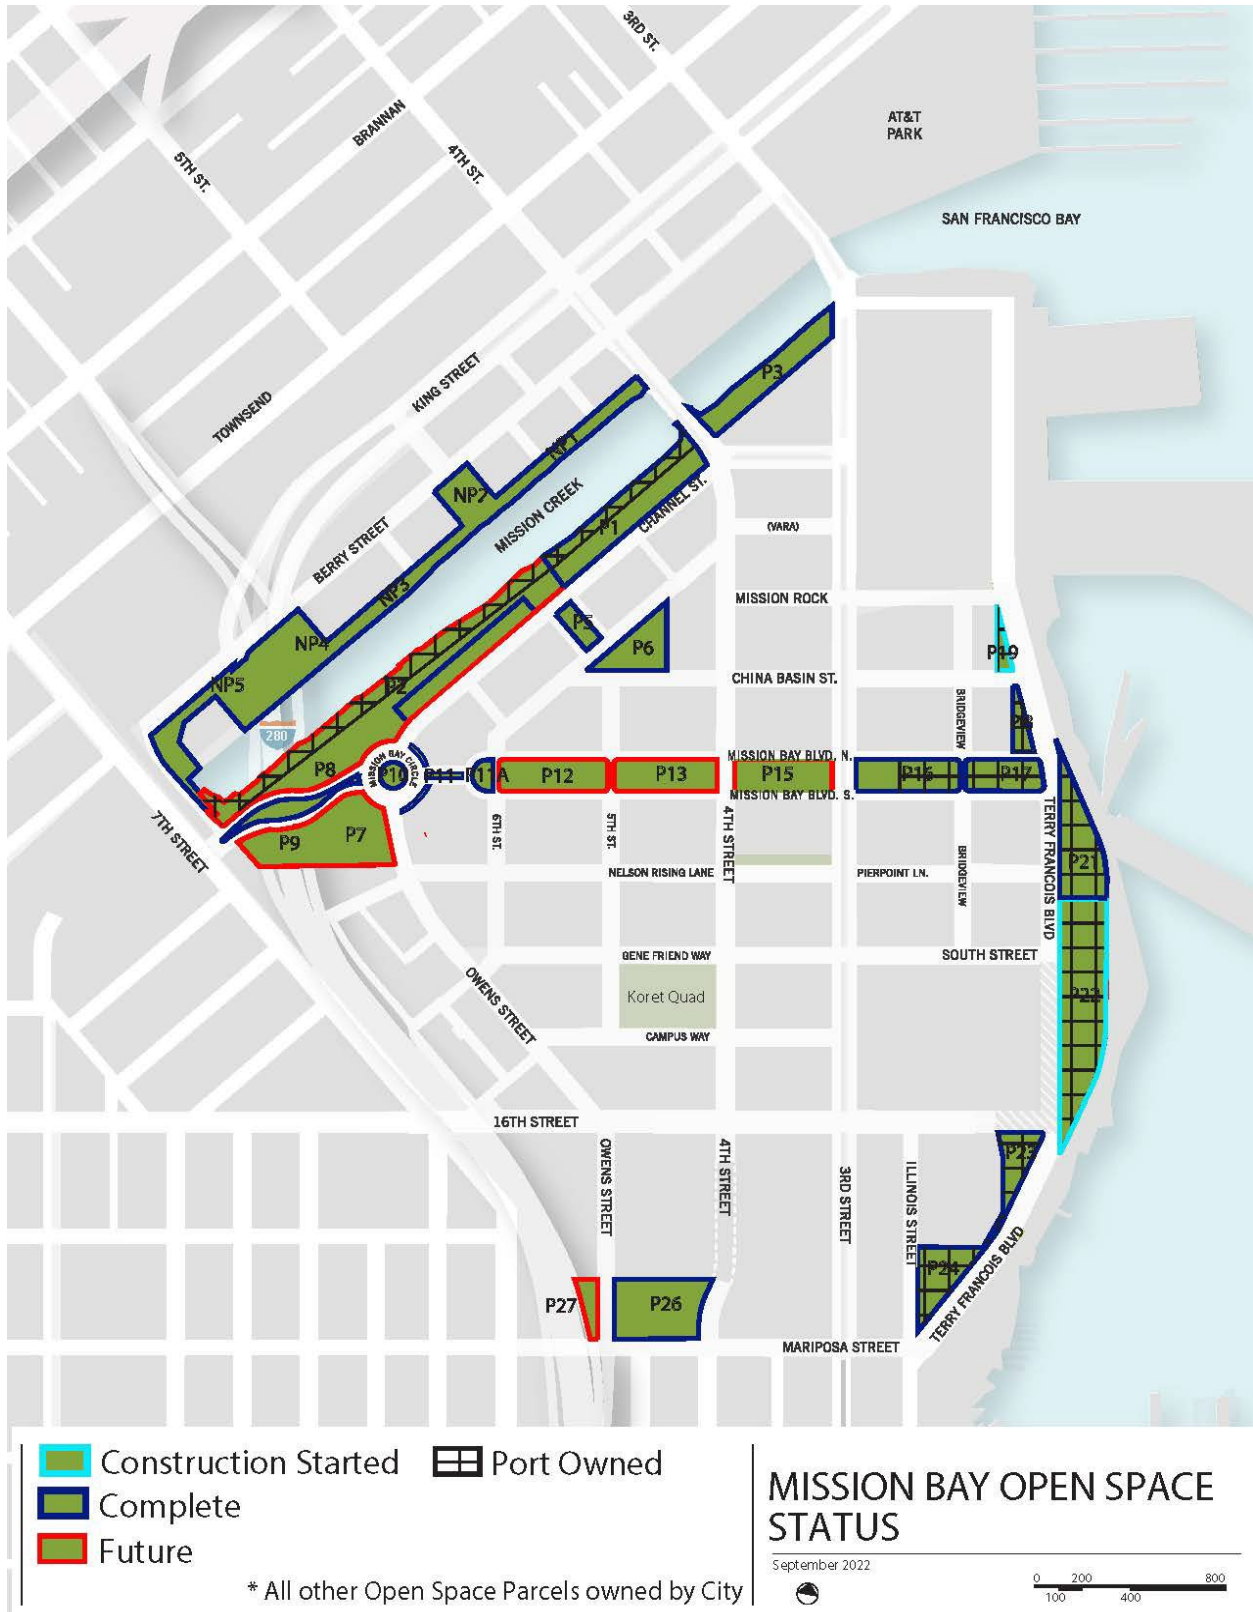 3RD ST.
BRANNAN
AT&T
PARK
4TH ST.
5TH ST.
SAN FRANCISCO BAY
P3
KING STREET
TOWNSEND
NP1
NP2
MISSION CREEK
CHANNEL ST.
P1
(VARA)
BERRY STREET
NP3
MISSION ROCK
P5
P6
NP4
P19
CHINA BASIN ST.
NP5
P2
BRIDGEVIEW
P18
280
MISSION BAY CIRCLE
MISSION BAY BLVD. N.
P8
P10
P11
P11A
P12
P13
P15
P16
P17
MISSION BAY BLVD. S.
7TH STREET
P9
P7
6TH ST.
5TH ST.
4TH STREET
TERRY FRANCOIS BLVD
P21
NELSON RISING LANE
PIERPOINT LN.
BRIDGEVIEW
GENE FRIEND WAY
SOUTH STREET
OWENS STREET
Koret Quad
P22
CAMPUS WAY
16TH STREET
OWENS STREET
4TH STREET
3RD STREET
ILLINOIS STREET
P23
P24
TERRY FRANCOIS BLVD
P27
P26
MARIPOSA STREET
Construction Started
Port Owned
Complete
Future
* All other Open Space Parcels owned by City
MISSION BAY OPEN SPACE
STATUS
September 2022
0 200 800
100 400